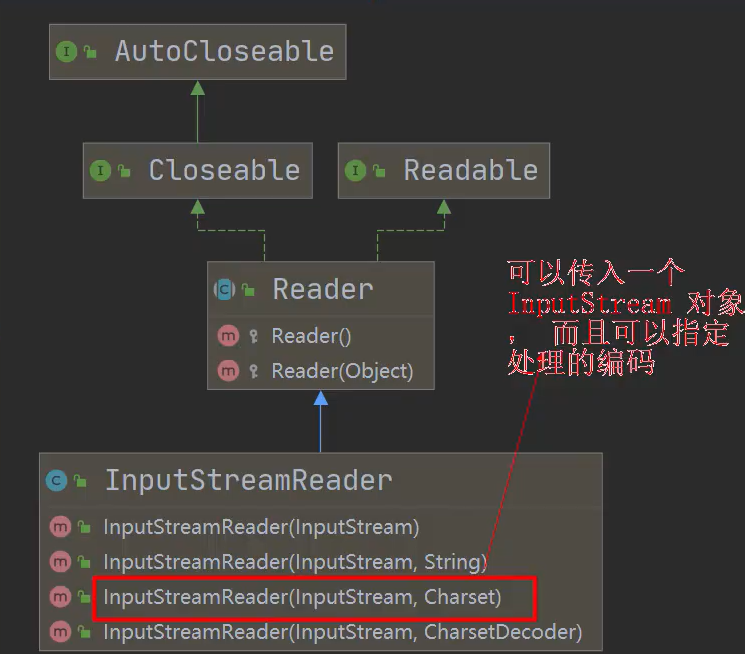 AutoCloseable
Closeable
Readable
Reader
Reader()
Reader(Object)
可以传入一个
InputStream 对象
， 而且可以指定
处理的编码
InputStreamReader
InputStreamReader(InputStream)
InputStreamReader(InputStream, String)
InputStreamReader(InputStream, Charset)
InputStreamReader(InputStream, CharsetDecoder)